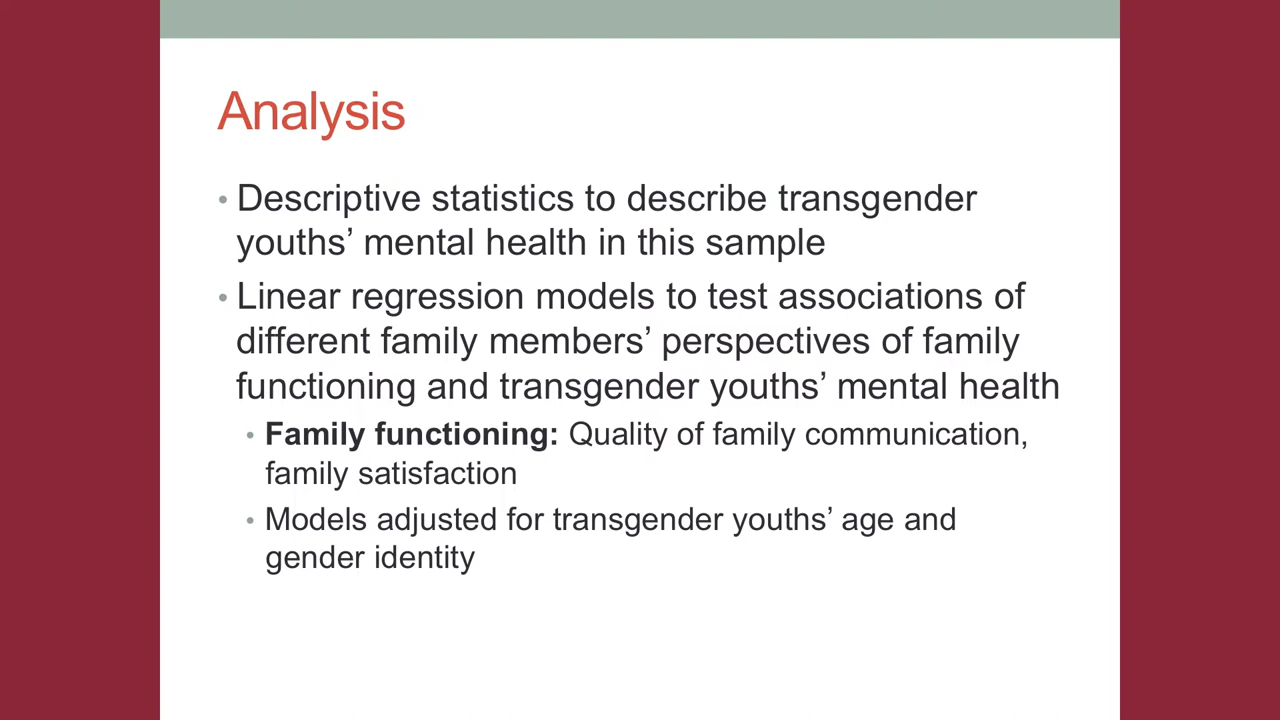 Analysis
• Descriptive statistics to describe transgender
youths’ mental health in this sample
• Linear regression models to test associations of
different family members’ perspectives of family
functioning and transgender youths’ mental health
• Family functioning: Quality of family communication,
family satisfaction
• Models adjusted for transgender youths’ age and
gender identity